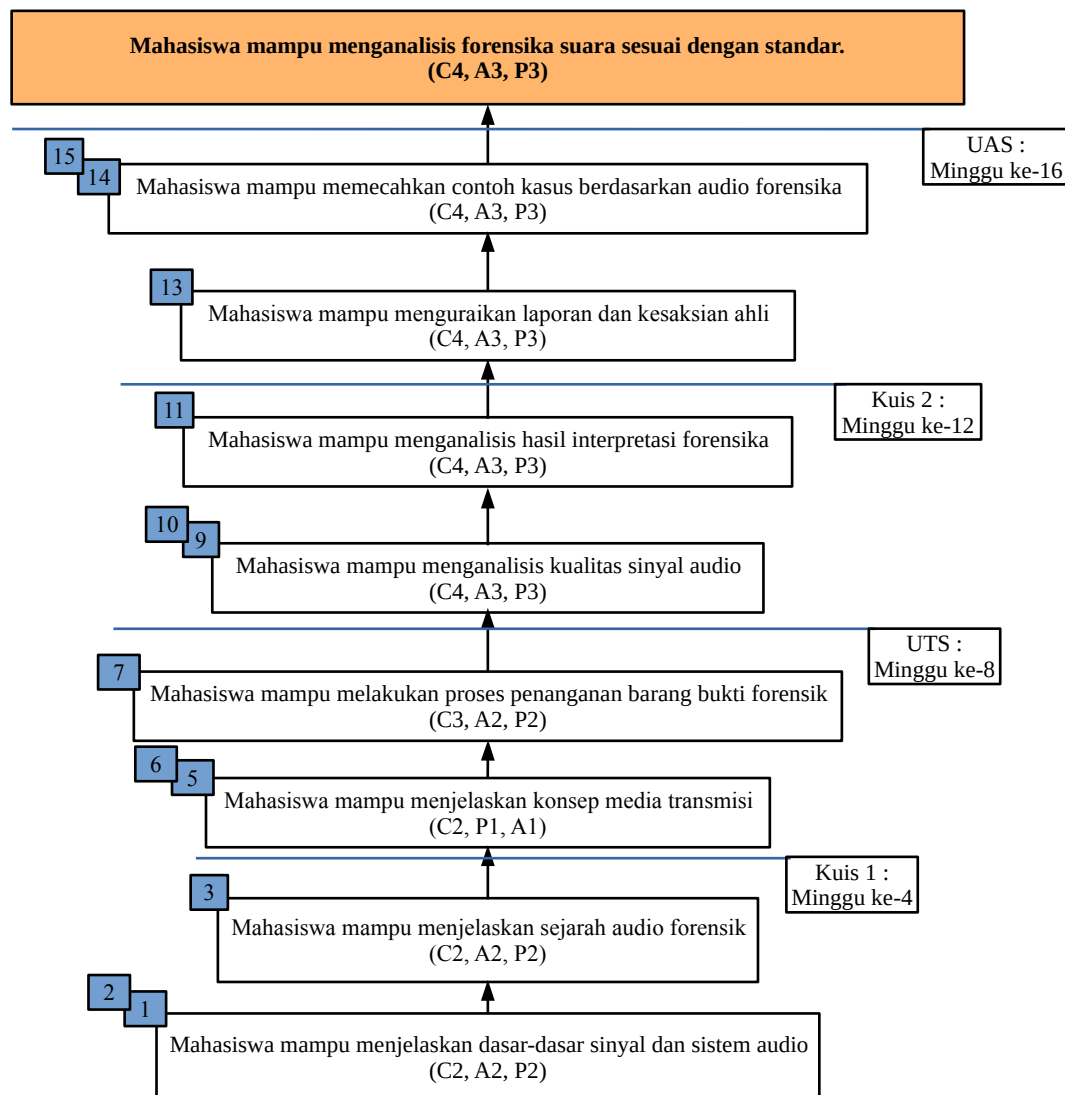 Mahasiswa mampu menganalisis forensika suara sesuai dengan standar.
(C4, A3, P3)
UAS :
Minggu ke-16
15
14
Mahasiswa mampu memecahkan contoh kasus berdasarkan audio forensika
(C4, A3, P3)
13
Mahasiswa mampu menguraikan laporan dan kesaksian ahli
(C4, A3, P3)
Kuis 2 :
Minggu ke-12
11
Mahasiswa mampu menganalisis hasil interpretasi forensika
(C4, A3, P3)
10
9
Mahasiswa mampu menganalisis kualitas sinyal audio
(C4, A3, P3)
UTS :
Minggu ke-8
7
Mahasiswa mampu melakukan proses penanganan barang bukti forensik
(C3, A2, P2)
6
5
Mahasiswa mampu menjelaskan konsep media transmisi
(C2, P1, A1)
Kuis 1 :
Minggu ke-4
3
Mahasiswa mampu menjelaskan sejarah audio forensik
(C2, A2, P2)
2
1
Mahasiswa mampu menjelaskan dasar-dasar sinyal dan sistem audio
(C2, A2, P2)